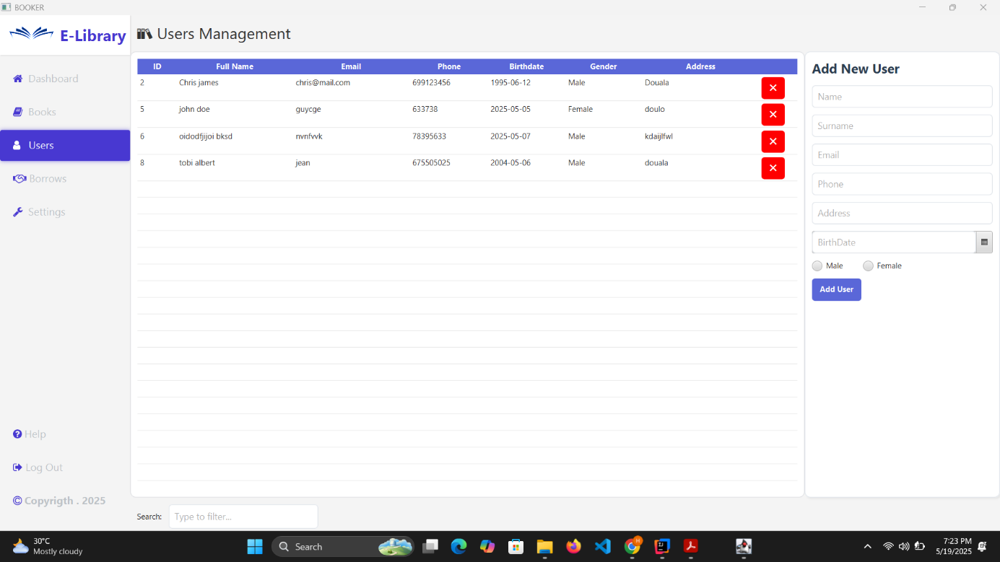 BOOKER
E-Library
Users Management
Dashboard
Books
Users
Borrows
Settings
Help
Log Out
© Copyrigth . 2025
ID Full Name Email Phone Birthdate Gender Address
2 Chris james chris@mail.com 699123456 1995-06-12 Male Douala
5 john doe guycge 633738 2025-05-05 Female doulo
6 oidodfjijoi bksd nvnfvvk 78395633 2025-05-07 Male kdaijlfwl
8 tobi albert jean 675505025 2004-05-06 Male douala
Search: Type to filter...
Add New User
Name
Surname
Email
Phone
Address
BirthDate
Male Female
Add User
30°C
Mostly cloudy
Search
H
7:23 PM
5/19/2025